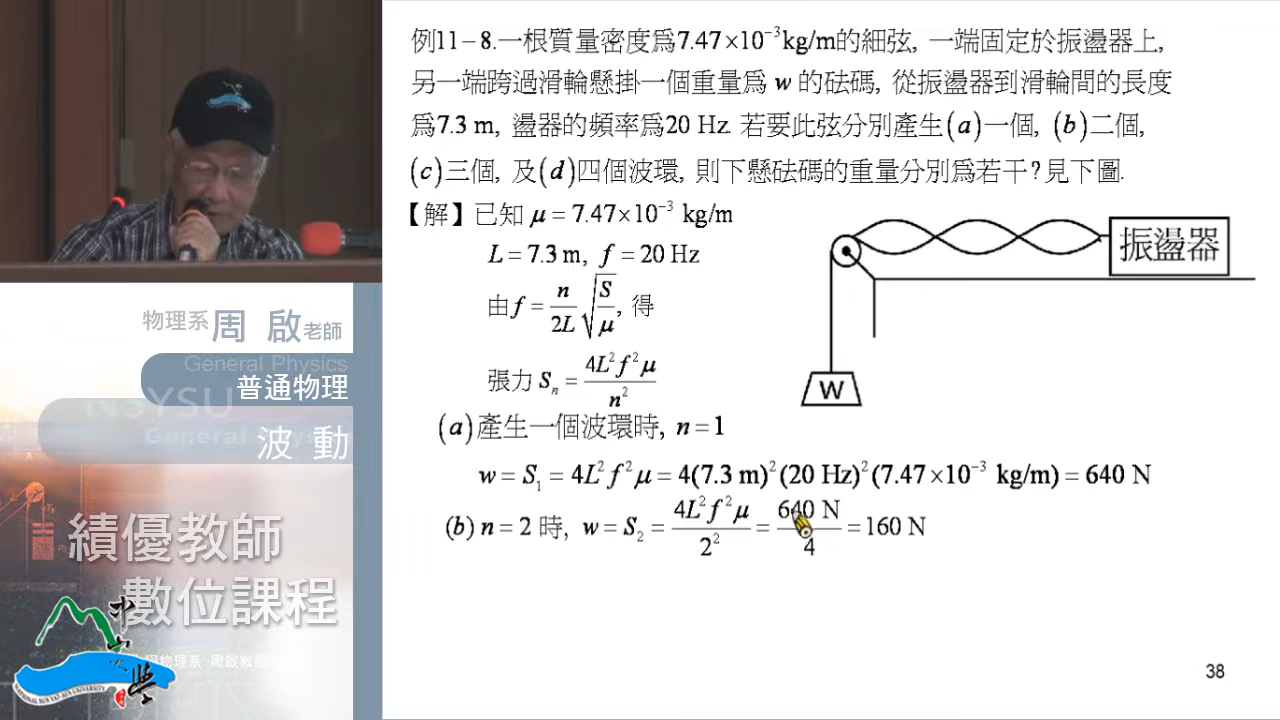 例11–8.一根質量密度爲7.47×10⁻³kg/m的細弦, 一端固定於振盪器上,
另一端跨過滑輪懸掛一個重量爲 w 的砝碼, 從振盪器到滑輪間的長度
爲7.3 m, 盪器的頻率爲20 Hz. 若要此弦分別產生(a)一個, (b)二個,
(c)三個, 及(d)四個波環, 則下懸砝碼的重量分別爲若干?見下圖.
【解】已知 μ = 7.47×10⁻³ kg/m
L = 7.3 m, f = 20 Hz
由 f = n/2L √(S/μ), 得
張力 Sₙ = 4L²f²μ/n²
振盪器
W
(a)產生一個波環時, n = 1
w = S₁ = 4L²f²μ = 4(7.3 m)²(20 Hz)²(7.47×10⁻³ kg/m) = 640 N
(b) n = 2 時, w = S₂ = 4L²f²μ/2² = 640 N/4 = 160 N
38
物理系 周 啟 老師
General Physics
普通物理
NSYSU
General Physics
波 動
績優教師
數位課程
NATIONAL SUN YAT-SEN UNIVERSITY